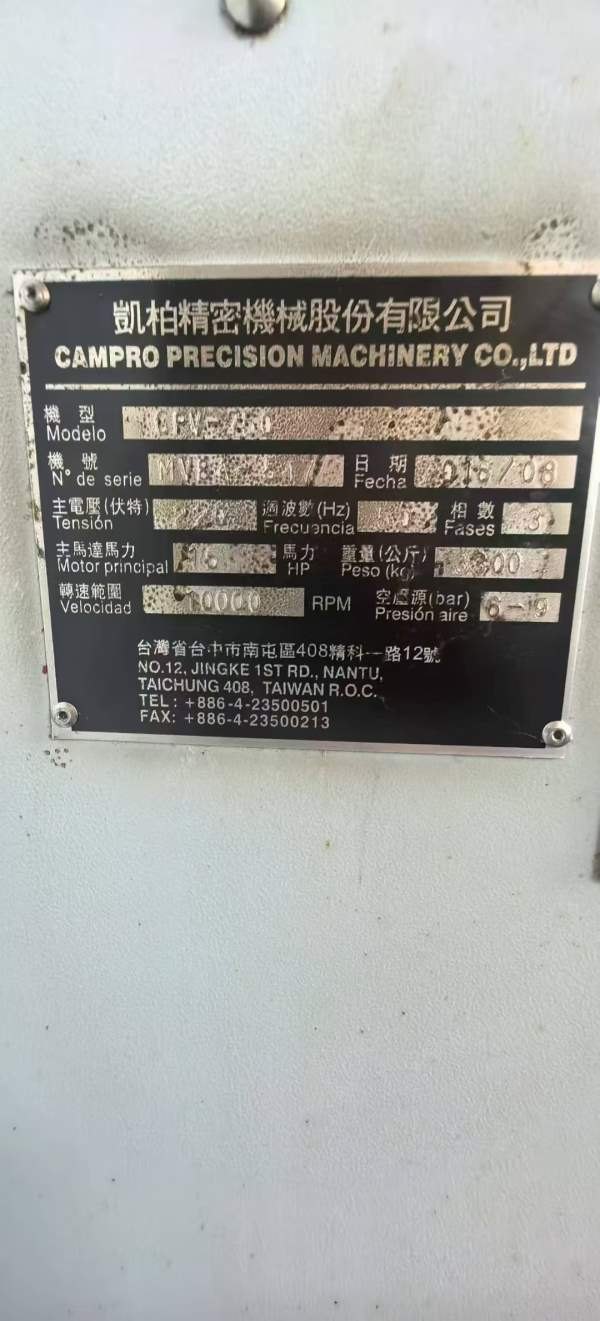 凱柏精密機械股份有限公司
CAMPRO PRECISION MACHINERY CO.,LTD
機型
Modelo
機號 日期
N° de serie Fecha
主電壓(伏特) 週波數(Hz) 相數 3
Tensión Frecuencia Fases
主馬達馬力 馬力 重量(公斤)
Motor principal HP Peso (kg)
轉速範圍 10000 RPM 空壓源(bar) 6-9
Velocidad Presión aire
台灣省台中市南屯區408精科一路12號
NO.12, JINGKE 1ST RD., NANTU,
TAICHUNG 408, TAIWAN R.O.C.
TEL : +886-4-23500501
FAX: +886-4-23500213